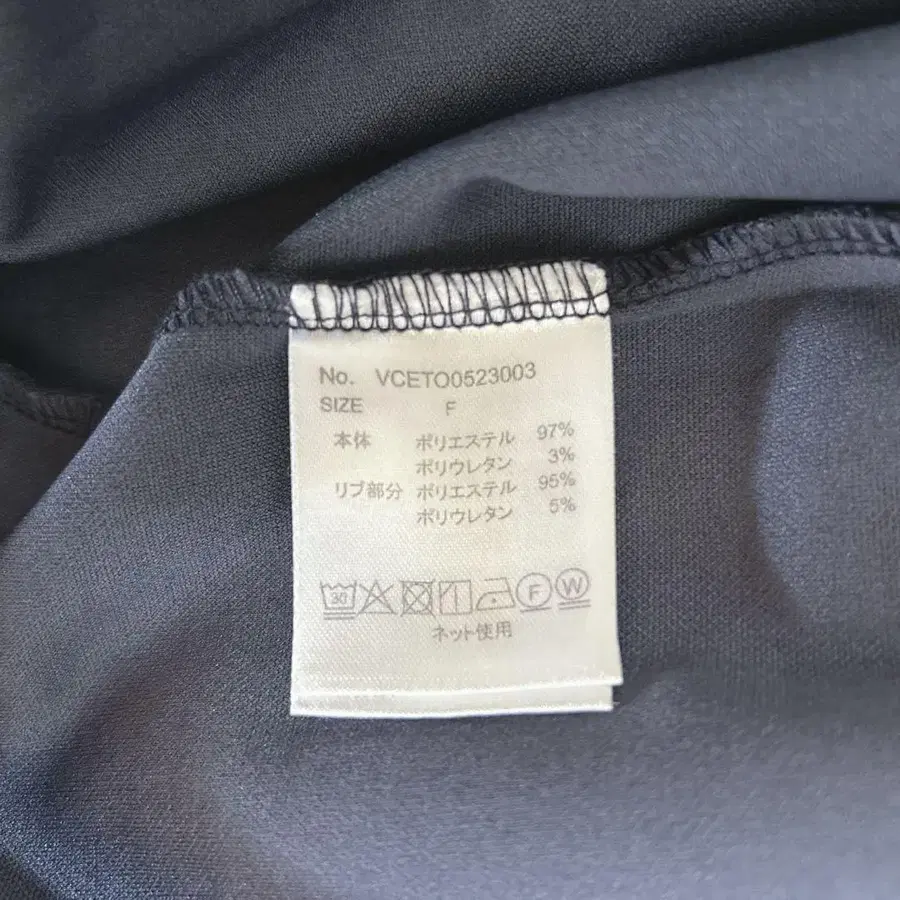 No. VCETO0523003
SIZE F
本体 ポリエステル 97%
ポリウレタン 3%
リブ部分 ポリエステル 95%
ポリウレタン 5%
30 F W
ネット使用